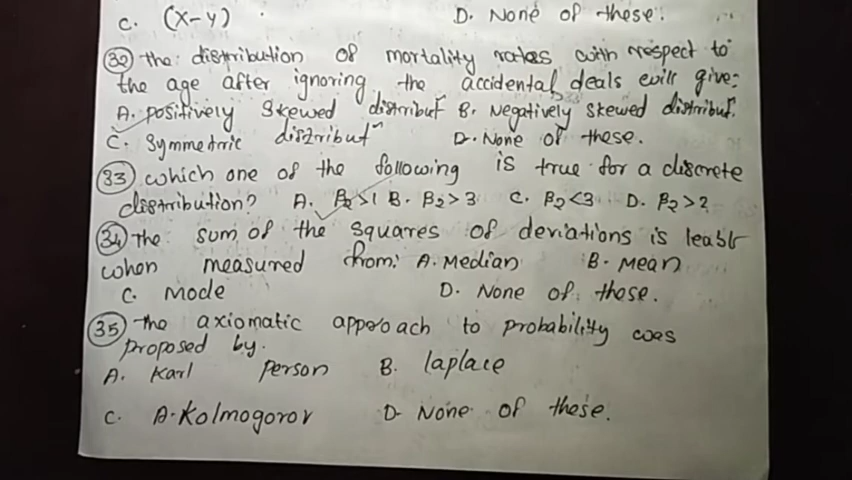 C. (X-y) D. None of these.
32 the distribution of mortality rates with respect to
the age after ignoring the accidental deals will give:
A. positively skewed distribut B. Negatively skewed distribut.
C. Symmetric distribut D. None of these.
33 which one of the following is true for a discrete
distribution? A. β2>1 B. β2>3 C. β2<3 D. β2>2
34 The sum of the squares of deviations is least
when measured from: A. Median B. Mean
C. Mode D. None of these.
35 The axiomatic approach to probability was
proposed by.
A. Karl person B. laplace
C. A. Kolmogorov D- None of these.